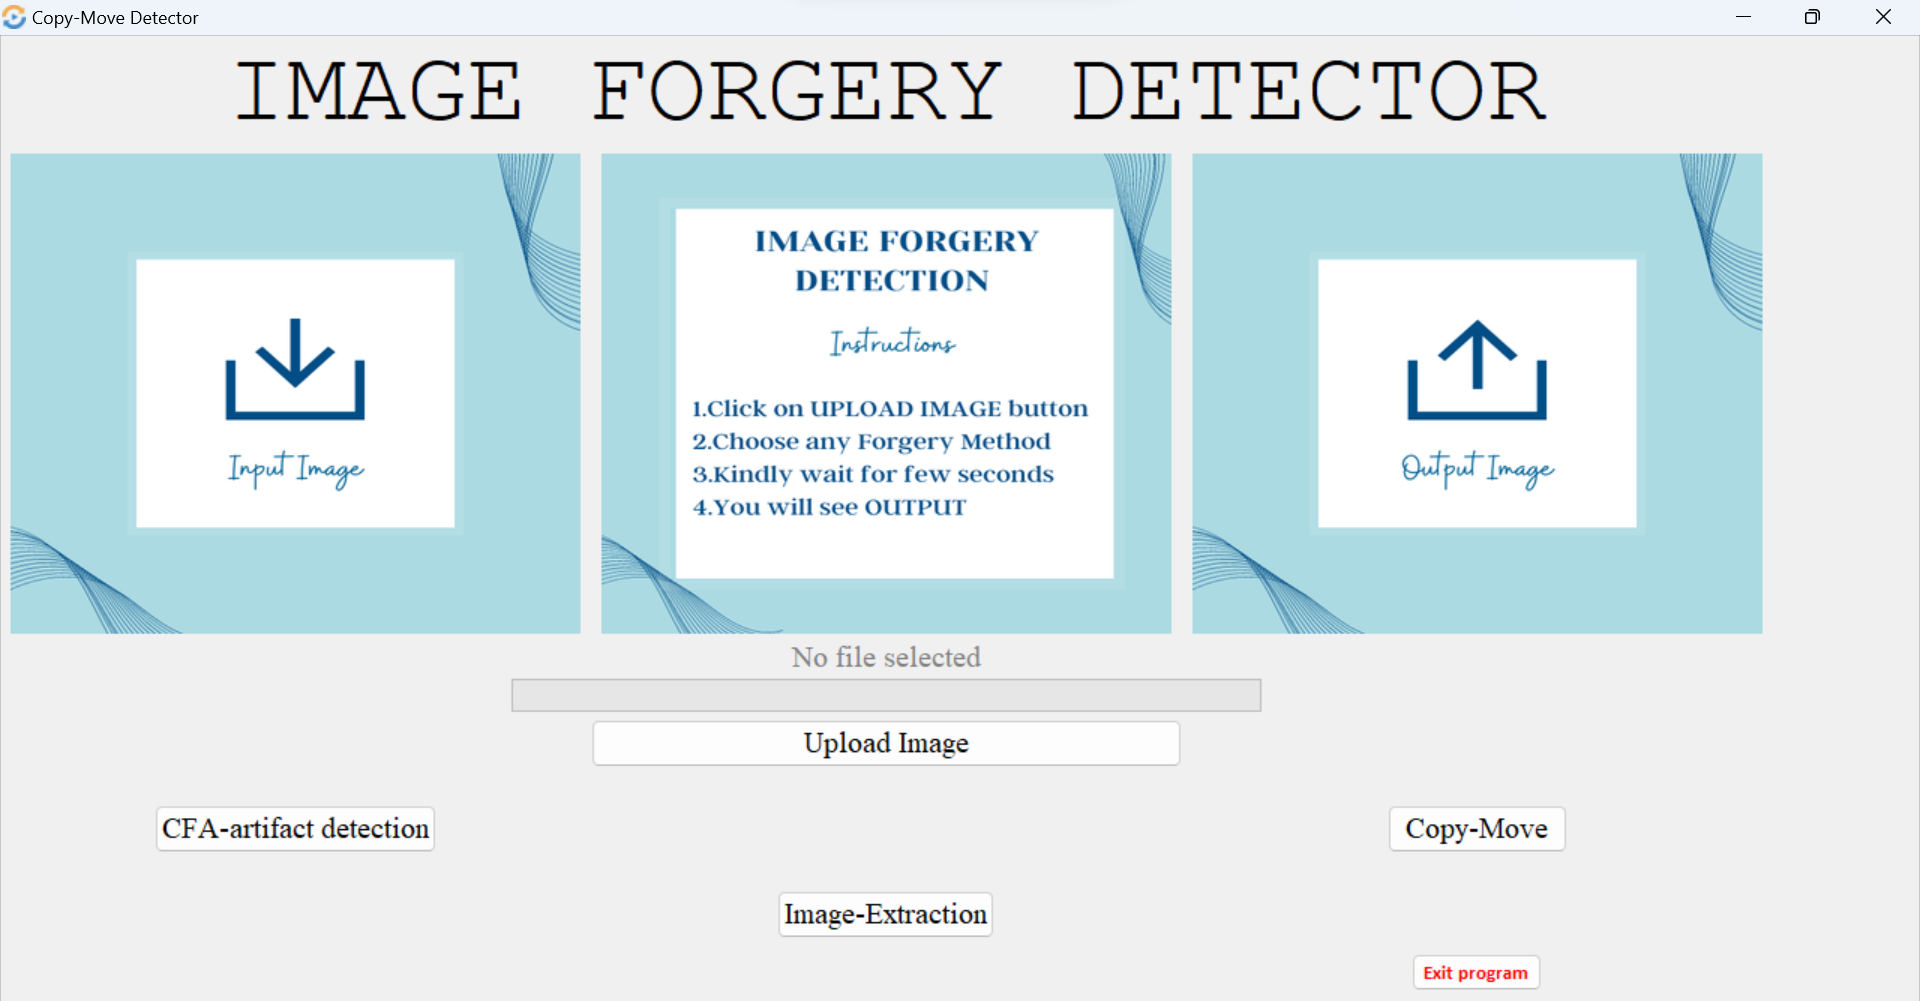 Copy-Move Detector
IMAGE FORGERY DETECTOR
Input Image
IMAGE FORGERY
DETECTION
Instructions
1.Click on UPLOAD IMAGE button
2.Choose any Forgery Method
3.Kindly wait for few seconds
4.You will see OUTPUT
Output Image
No file selected
Upload Image
CFA-artifact detection
Copy-Move
Image-Extraction
Exit program